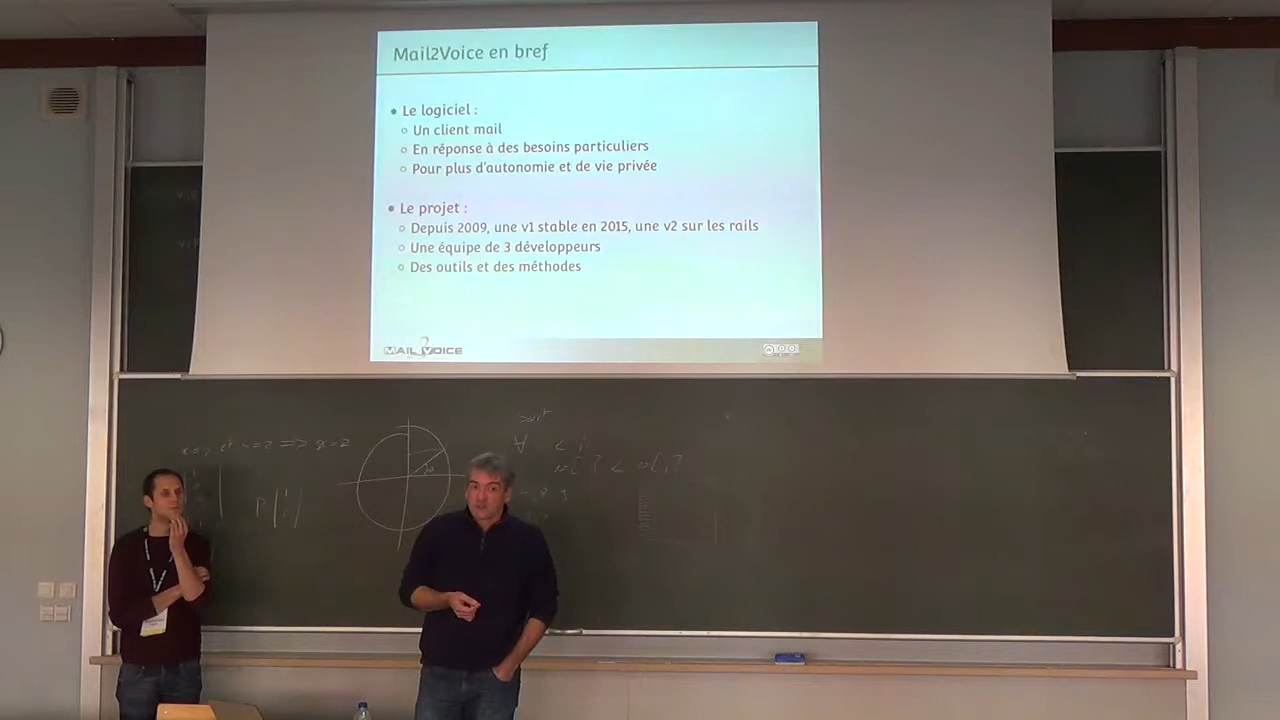 Mail2Voice en bref
• Le logiciel :
○ Un client mail
○ En réponse à des besoins particuliers
○ Pour plus d'autonomie et de vie privée
• Le projet :
○ Depuis 2009, une v1 stable en 2015, une v2 sur les rails
○ Une équipe de 3 développeurs
○ Des outils et des méthodes
MAIL2VOICE